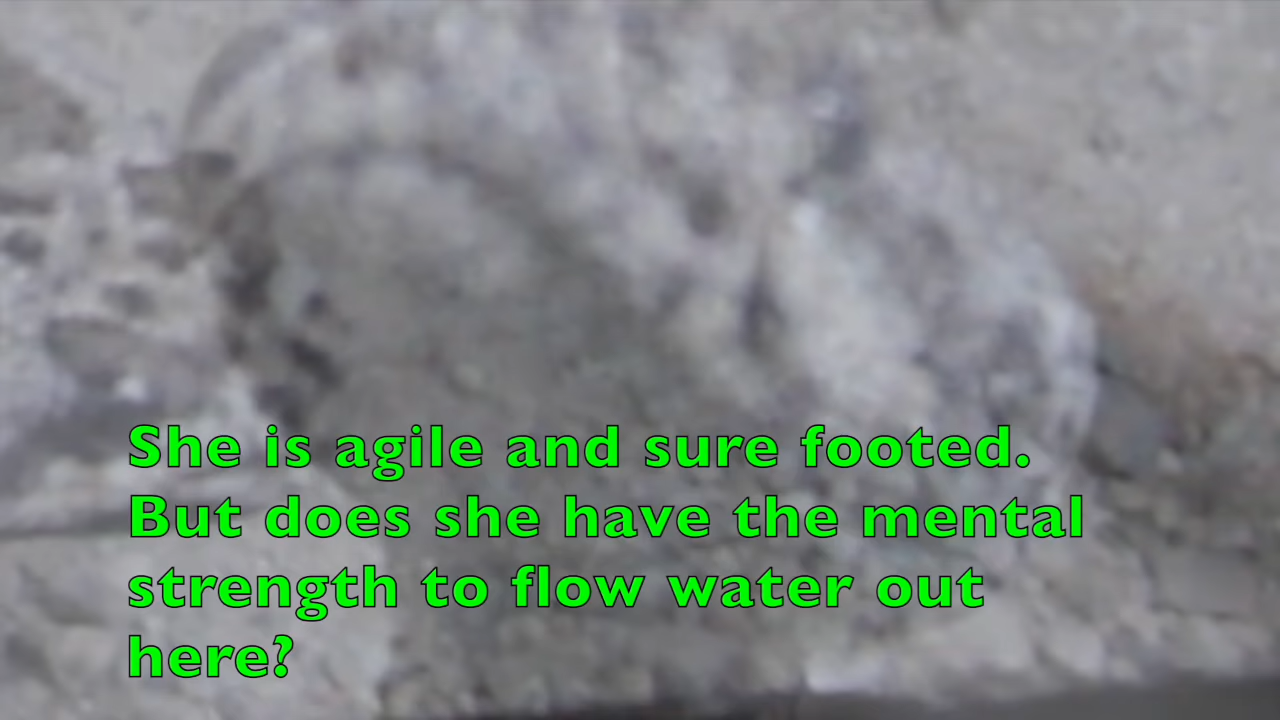 She is agile and sure footed.
But does she have the mental
strength to flow water out
here?